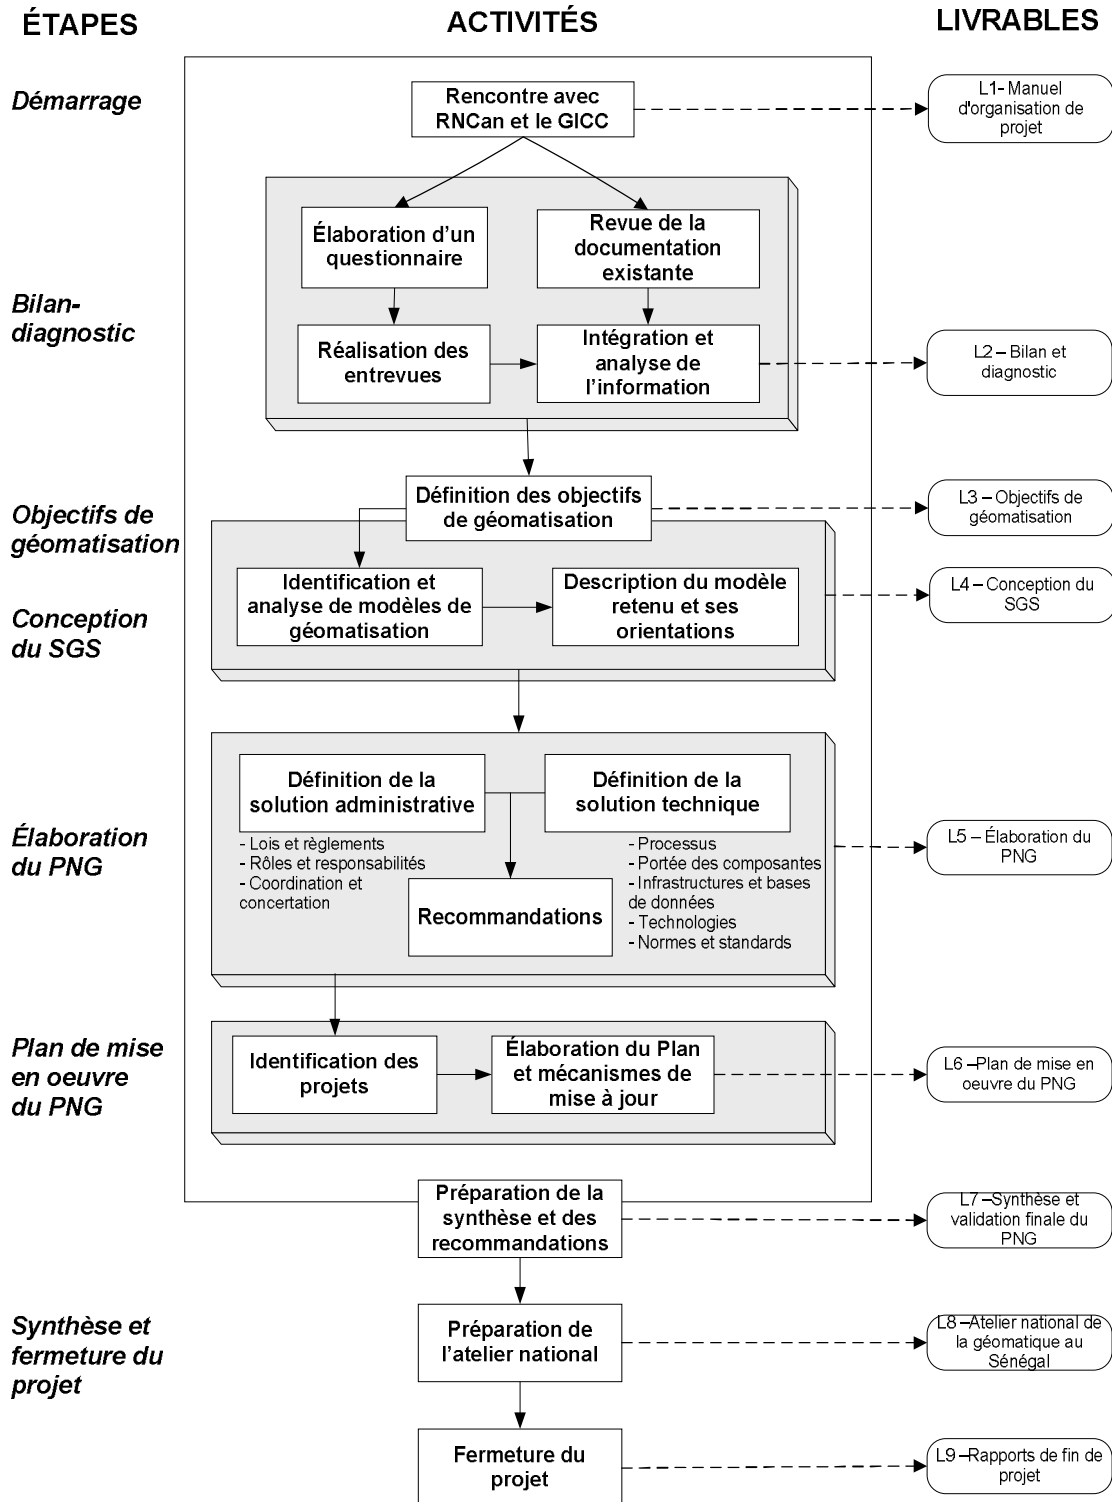 ÉTAPES
ACTIVITÉS
LIVRABLES
Démarrage
Rencontre avec
RNCan et le GICC
L1- Manuel
d'organisation de
projet
Bilan-
diagnostic
Élaboration d'un
questionnaire
Revue de la
documentation
existante
Réalisation des
entrevues
Intégration et
analyse de
l'information
L2 – Bilan et
diagnostic
Objectifs de
géomatisation
Définition des objectifs
de géomatisation
L3 – Objectifs de
géomatisation
Conception
du SGS
Identification et
analyse de modèles de
géomatisation
Description du modèle
retenu et ses
orientations
L4 – Conception du
SGS
Élaboration
du PNG
Définition de la
solution administrative
- Lois et règlements
- Rôles et responsabilités
- Coordination et
concertation
Définition de la
solution technique
- Processus
- Portée des composantes
- Infrastructures et bases
de données
- Technologies
- Normes et standards
Recommandations
L5 – Élaboration du
PNG
Plan de mise
en oeuvre
du PNG
Identification des
projets
Élaboration du Plan
et mécanismes de
mise à jour
L6 –Plan de mise en
oeuvre du PNG
Préparation de la
synthèse et des
recommandations
L7 –Synthèse et
validation finale du
PNG
Synthèse et
fermeture du
projet
Préparation de
l'atelier national
L8 –Atelier national de
la géomatique au
Sénégal
Fermeture du
projet
L9 –Rapports de fin de
projet